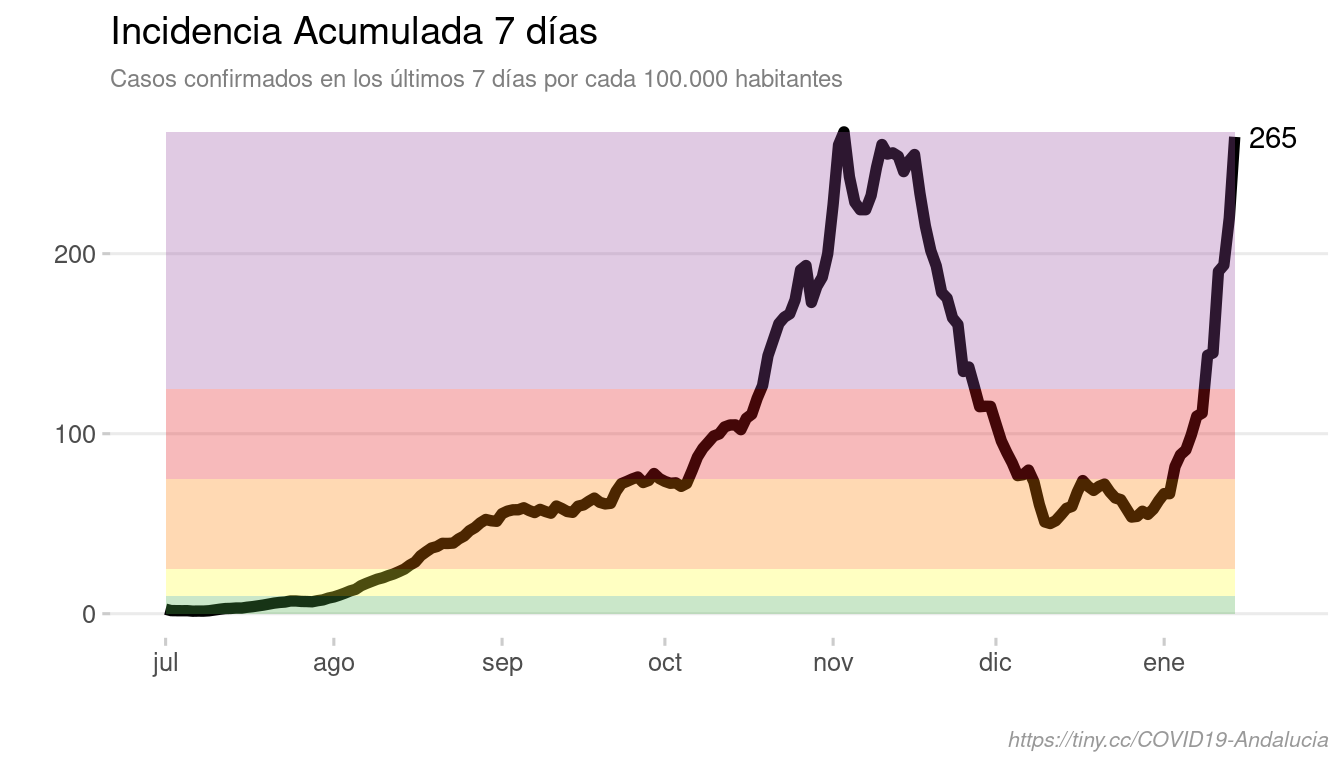 Incidencia Acumulada 7 días
Casos confirmados en los últimos 7 días por cada 100.000 habitantes
265
200
100
0
jul ago sep oct nov dic ene
https://tiny.cc/COVID19-Andalucia